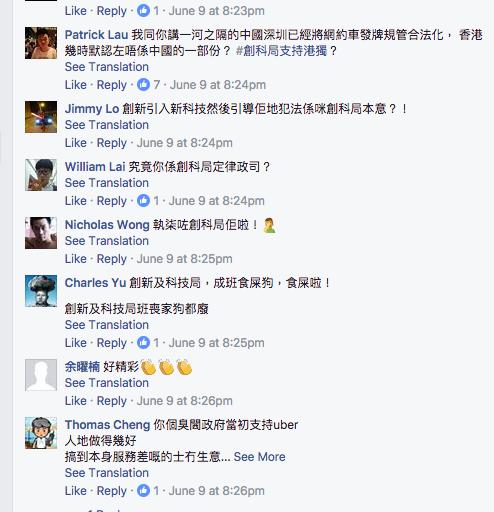 Like · Reply · 1 · June 9 at 8:23pm
Patrick Lau 我同你講一河之隔的中國深圳已經將網約車發牌規管合法化， 香港
幾時默認左唔係中國的一部份？ #創科局支持港獨？
See Translation
Like · Reply · 7 · June 9 at 8:24pm
Jimmy Lo 創新引入新科技然後引導佢地犯法係咪創科局本意？！
See Translation
Like · Reply · June 9 at 8:24pm
William Lai 究竟你係創科局定律政司？
See Translation
Like · Reply · 1 · June 9 at 8:24pm
Nicholas Wong 執柒咗創科局佢啦！🤦
See Translation
Like · Reply · June 9 at 8:25pm
Charles Yu 創新及科技局，成班食屎狗，食屎啦！
創新及科技局班喪家狗都廢
See Translation
Like · Reply · 1 · June 9 at 8:25pm
余曜楠 好精彩👏👏👏
See Translation
Like · Reply · June 9 at 8:26pm
Thomas Cheng 你個臭閪政府當初支持uber
人地做得幾好
搞到本身服務差嘅的士冇生意... See More
See Translation
Like · Reply · 1 · June 9 at 8:26pm